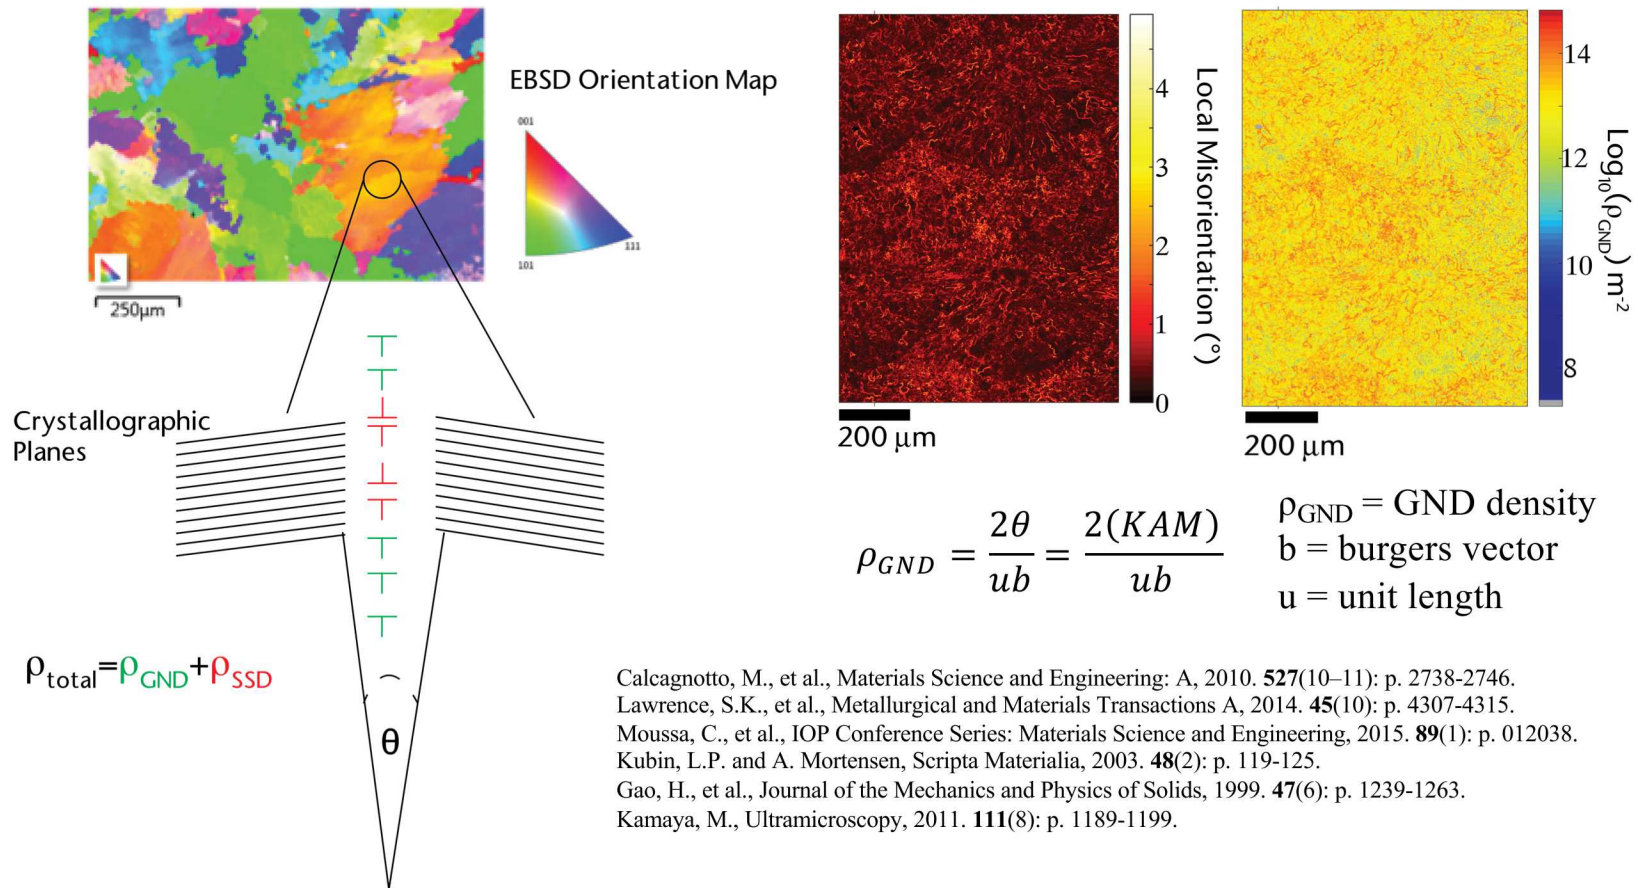 EBSD Orientation Map
001
101
111
250µm
Crystallographic
Planes
ρtotal=ρGND+ρSSD
θ
4
3
2
1
0
Local Misorientation (°)
200 µm
14
12
10
8
Log10(ρGND) m-2
200 µm
ρGND = 2θ/ub = 2(KAM)/ub
ρGND = GND density
b = burgers vector
u = unit length
Calcagnotto, M., et al., Materials Science and Engineering: A, 2010. 527(10–11): p. 2738-2746.
Lawrence, S.K., et al., Metallurgical and Materials Transactions A, 2014. 45(10): p. 4307-4315.
Moussa, C., et al., IOP Conference Series: Materials Science and Engineering, 2015. 89(1): p. 012038.
Kubin, L.P. and A. Mortensen, Scripta Materialia, 2003. 48(2): p. 119-125.
Gao, H., et al., Journal of the Mechanics and Physics of Solids, 1999. 47(6): p. 1239-1263.
Kamaya, M., Ultramicroscopy, 2011. 111(8): p. 1189-1199.